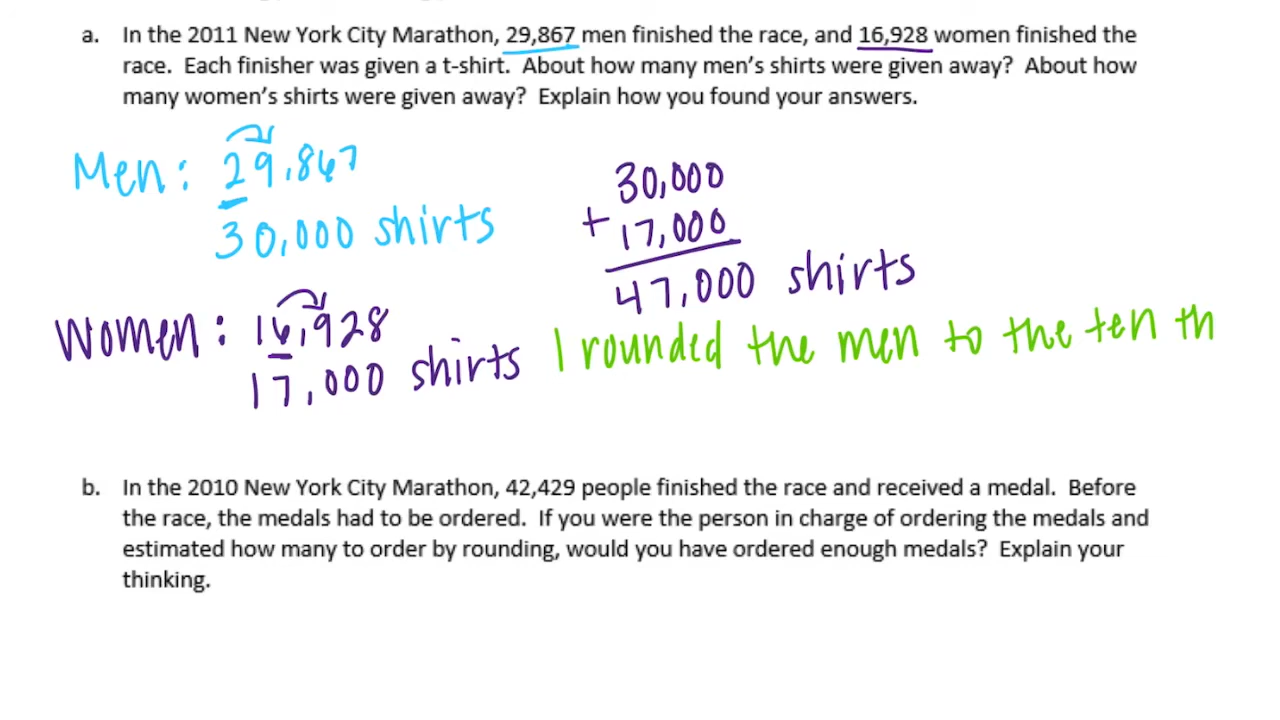 a. In the 2011 New York City Marathon, 29,867 men finished the race, and 16,928 women finished the
race. Each finisher was given a t-shirt. About how many men's shirts were given away? About how
many women's shirts were given away? Explain how you found your answers.
Men: 29,867
30,000 shirts
Women: 16,928
17,000 shirts
30,000
+ 17,000
47,000 shirts
I rounded the men to the ten th
b. In the 2010 New York City Marathon, 42,429 people finished the race and received a medal. Before
the race, the medals had to be ordered. If you were the person in charge of ordering the medals and
estimated how many to order by rounding, would you have ordered enough medals? Explain your
thinking.